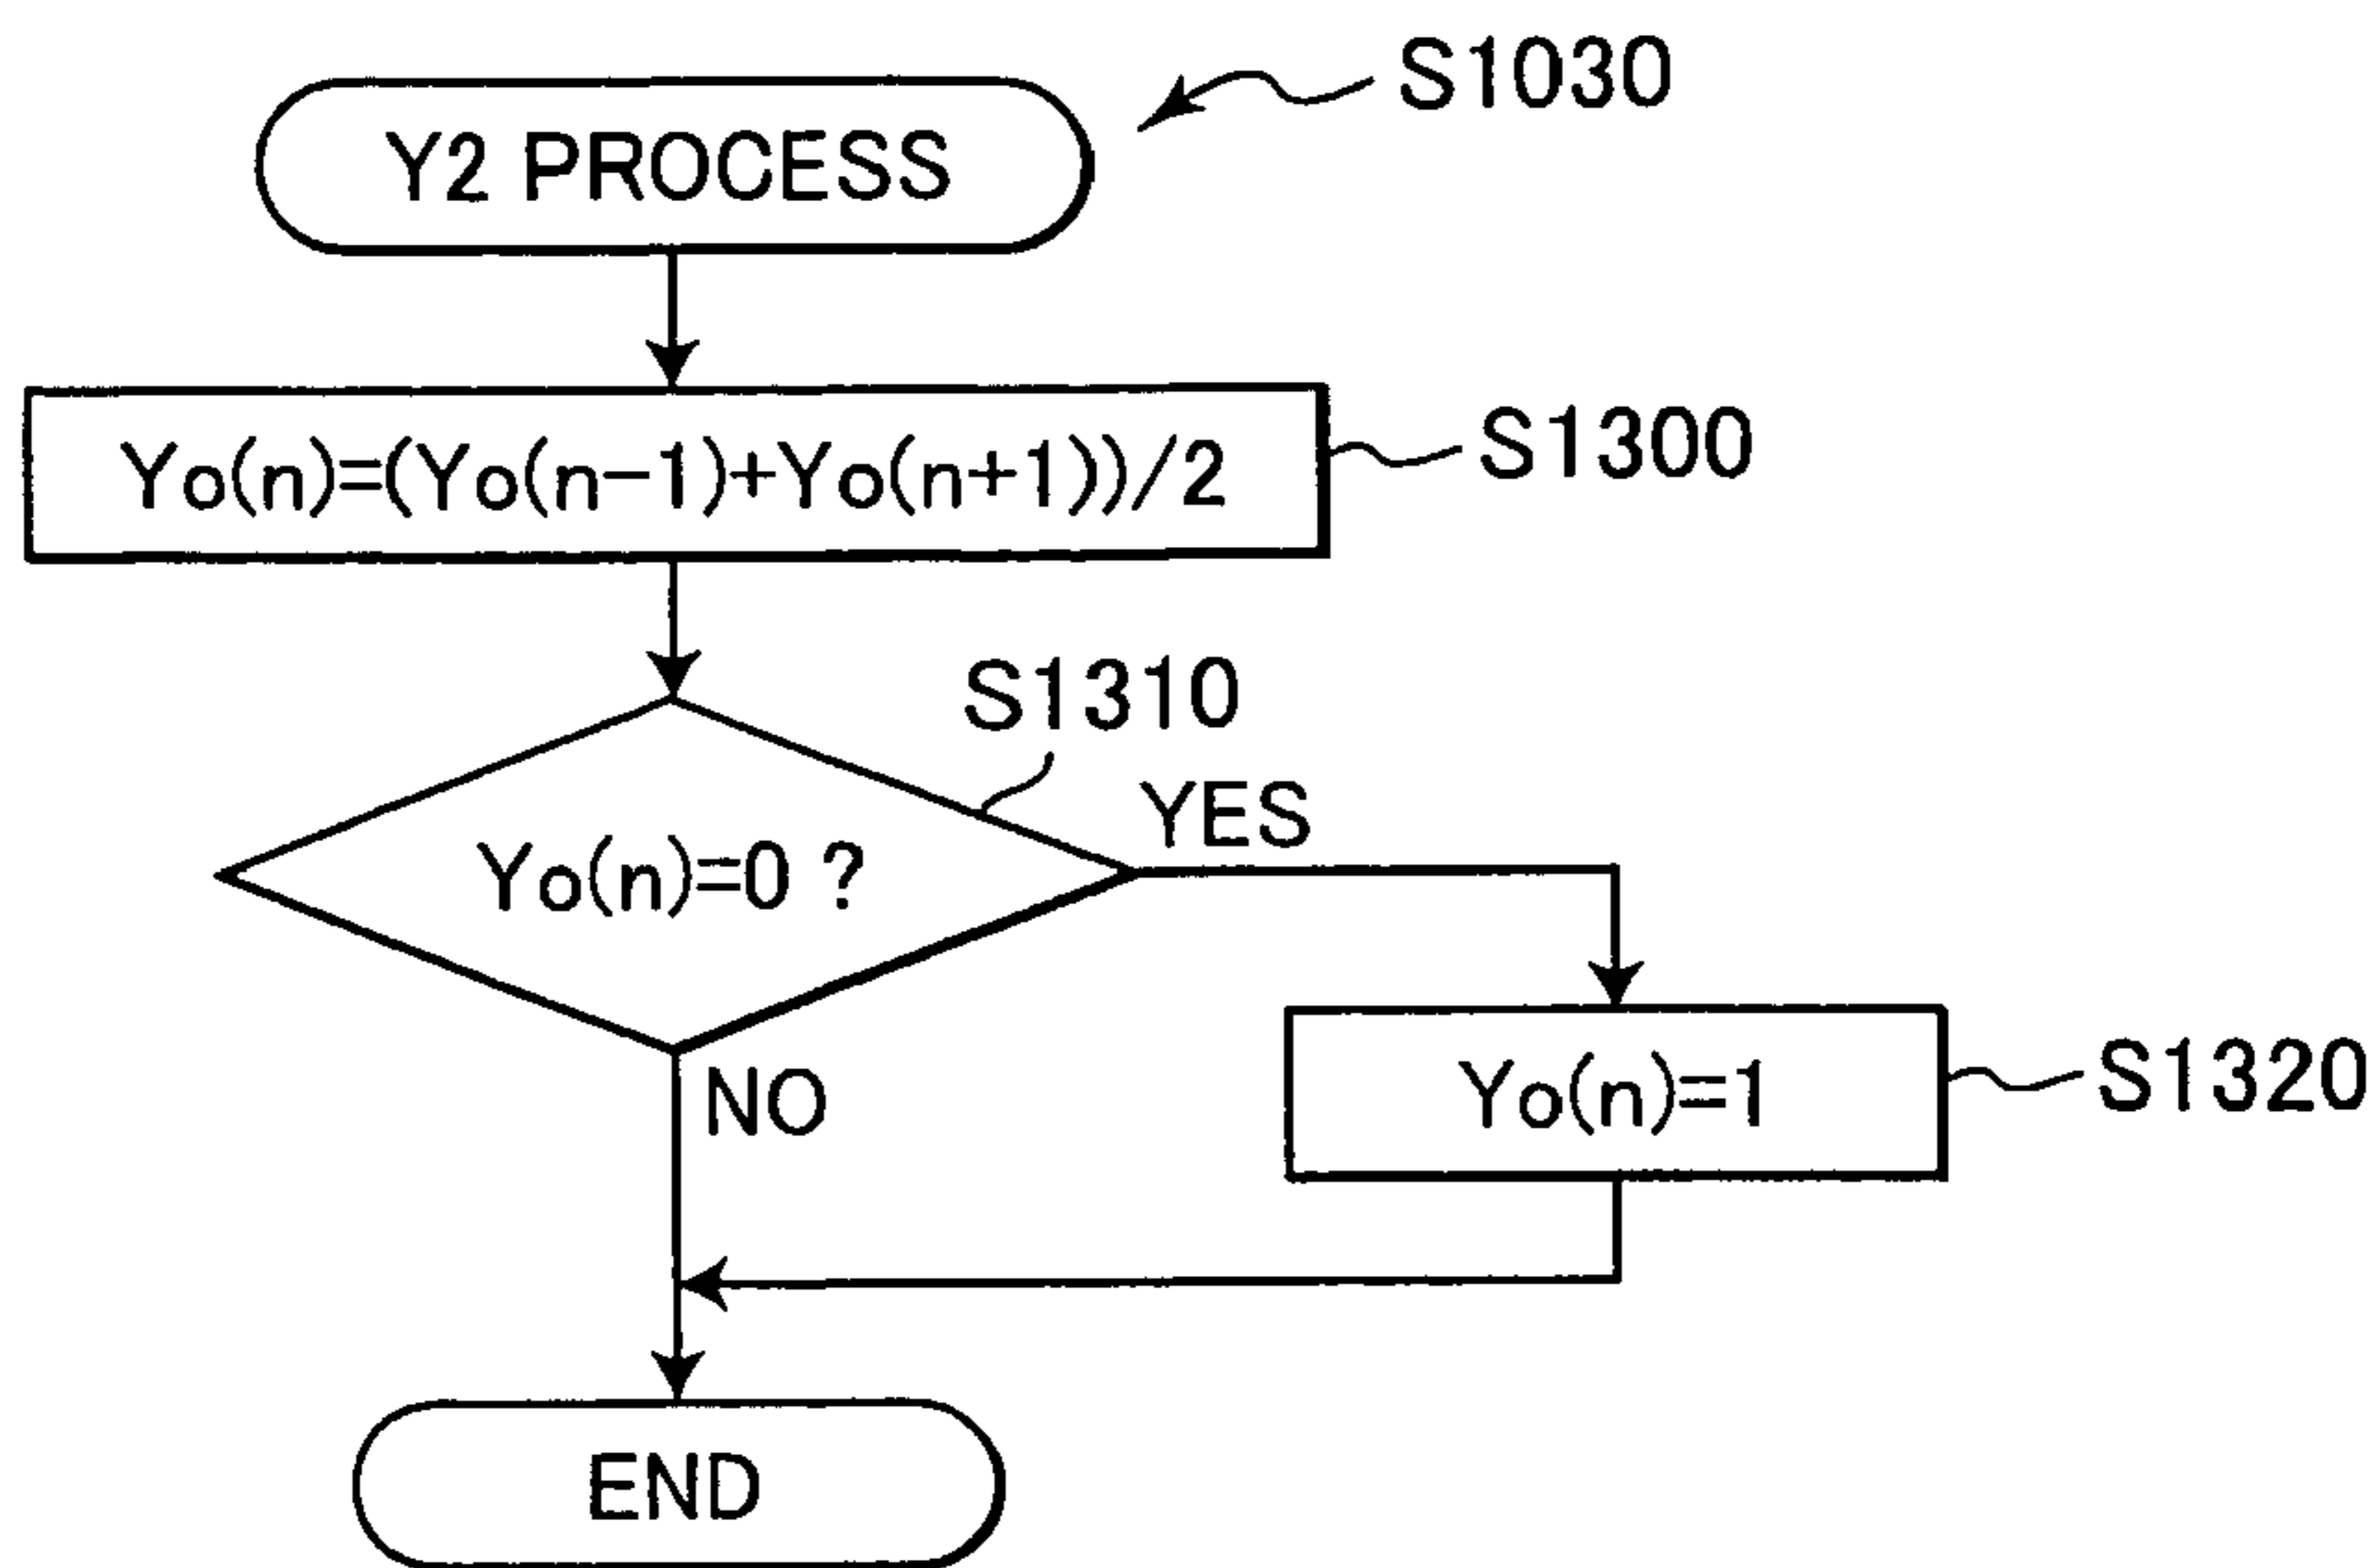 S1030
Y2 PROCESS
Yo(n)=(Yo(n-1)+Yo(n+1))/2
S1300
S1310
YES
Yo(n)=0 ?
NO
Yo(n)=1
S1320
END